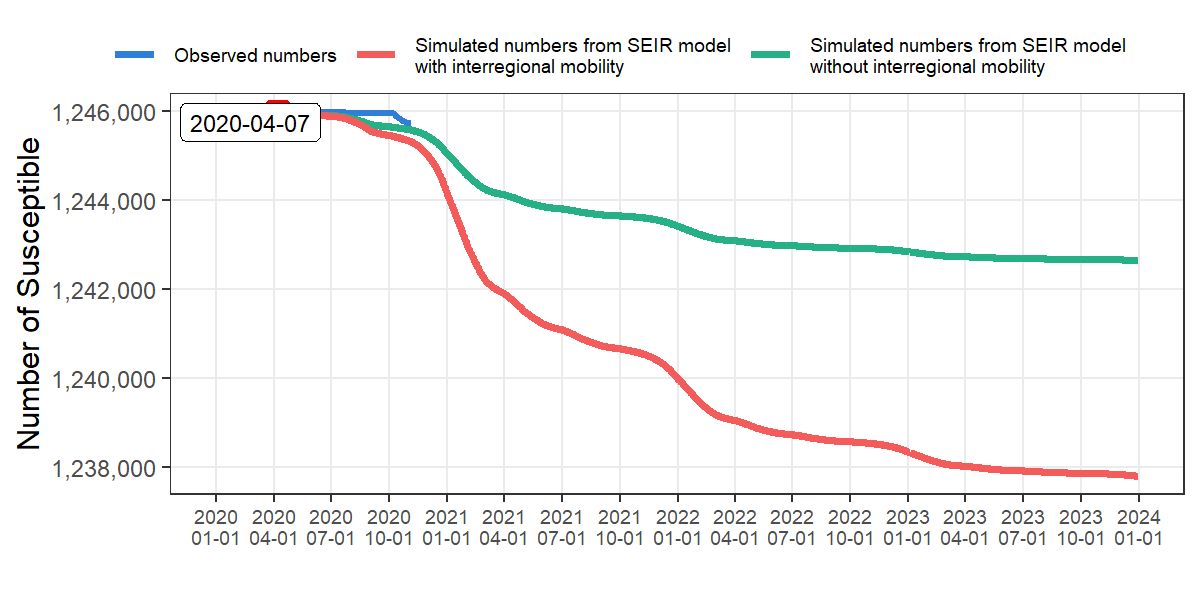 Observed numbers
Simulated numbers from SEIR model
with interregional mobility
Simulated numbers from SEIR model
without interregional mobility
Number of Susceptible
1,246,000
1,244,000
1,242,000
1,240,000
1,238,000
2020-04-07
2020 2020 2020 2020 2021 2021 2021 2021 2022 2022 2022 2022 2023 2023 2023 2023 2024
01-01 04-01 07-01 10-01 01-01 04-01 07-01 10-01 01-01 04-01 07-01 10-01 01-01 04-01 07-01 10-01 01-01